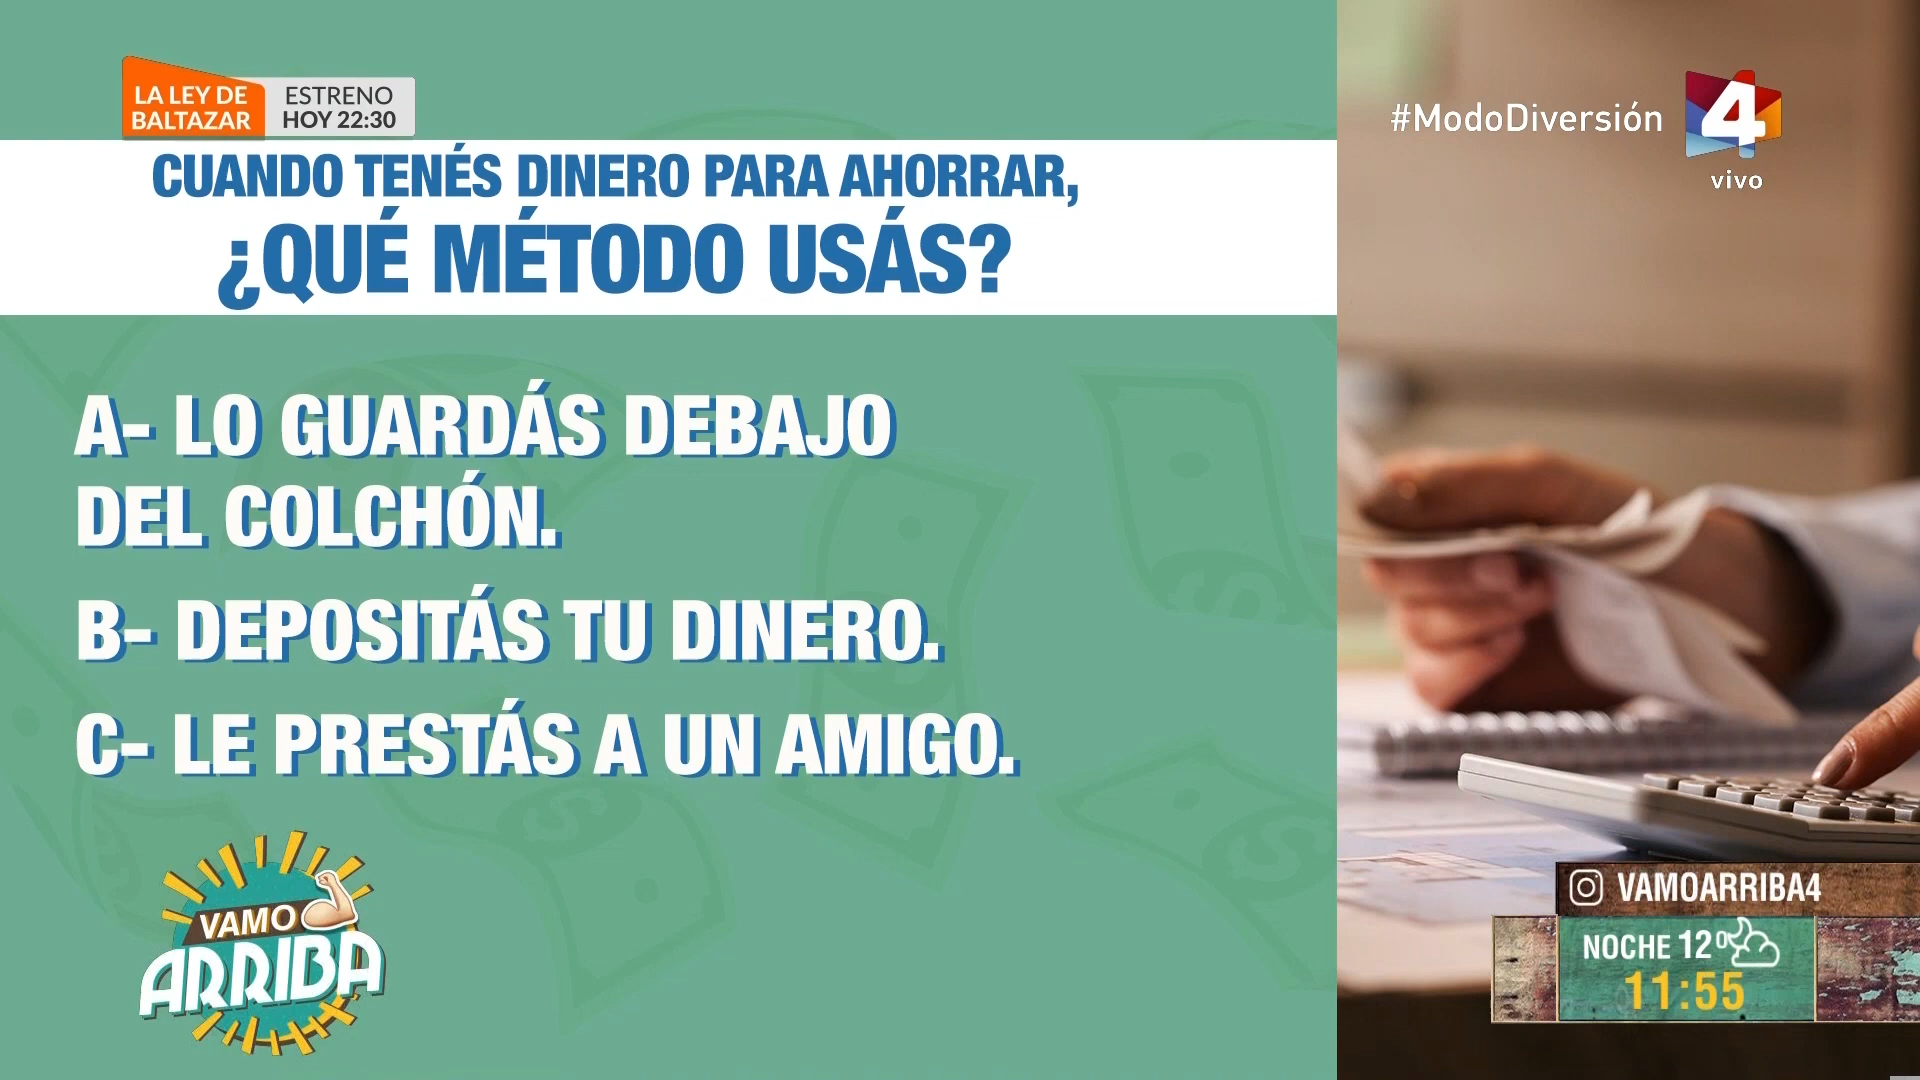 LA LEY DE
BALTAZAR
ESTRENO
HOY 22:30
#ModoDiversión
4
vivo
CUANDO TENÉS DINERO PARA AHORRAR,
¿QUÉ MÉTODO USÁS?
A- LO GUARDÁS DEBAJO
DEL COLCHÓN.
B- DEPOSITÁS TU DINERO.
C- LE PRESTÁS A UN AMIGO.
VAMO
ARRIBA
VAMOARRIBA4
NOCHE 12º
11:55